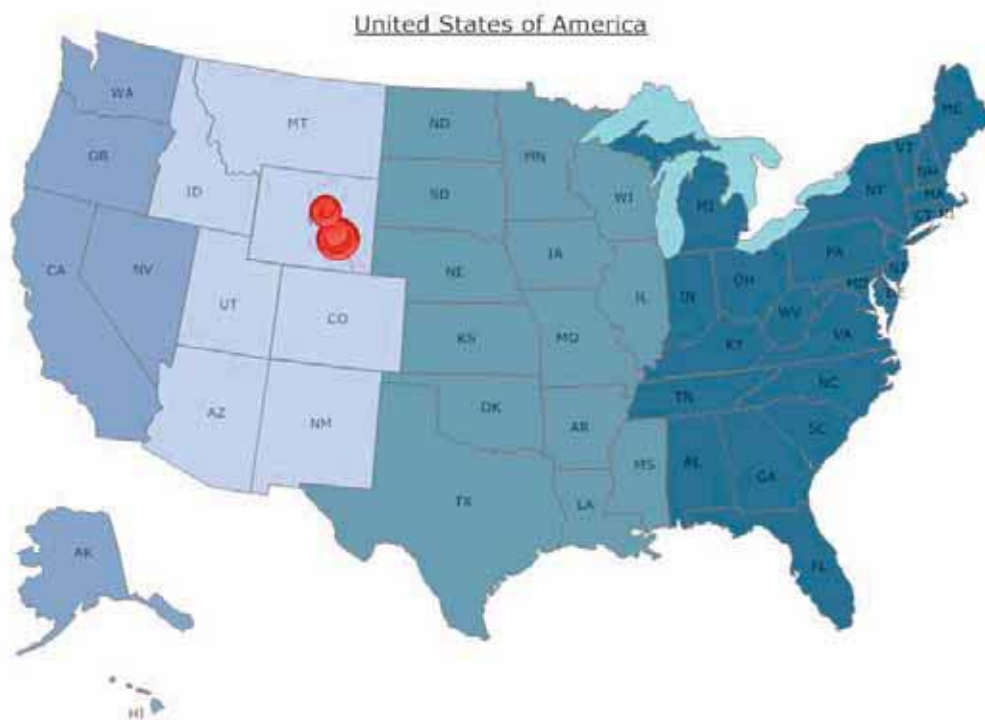 United States of America
WA
MT
ND
MN
ME
OR
ID
SD
WI
MI
VT
NH
NY
MA
CT RI
CA
NV
UT
CO
NE
IA
IL
IN
OH
PA
NJ
MD
WV
VA
KS
MO
KY
AZ
NM
OK
AR
TN
NC
SC
TX
LA
MS
AL
GA
FL
AK
HI